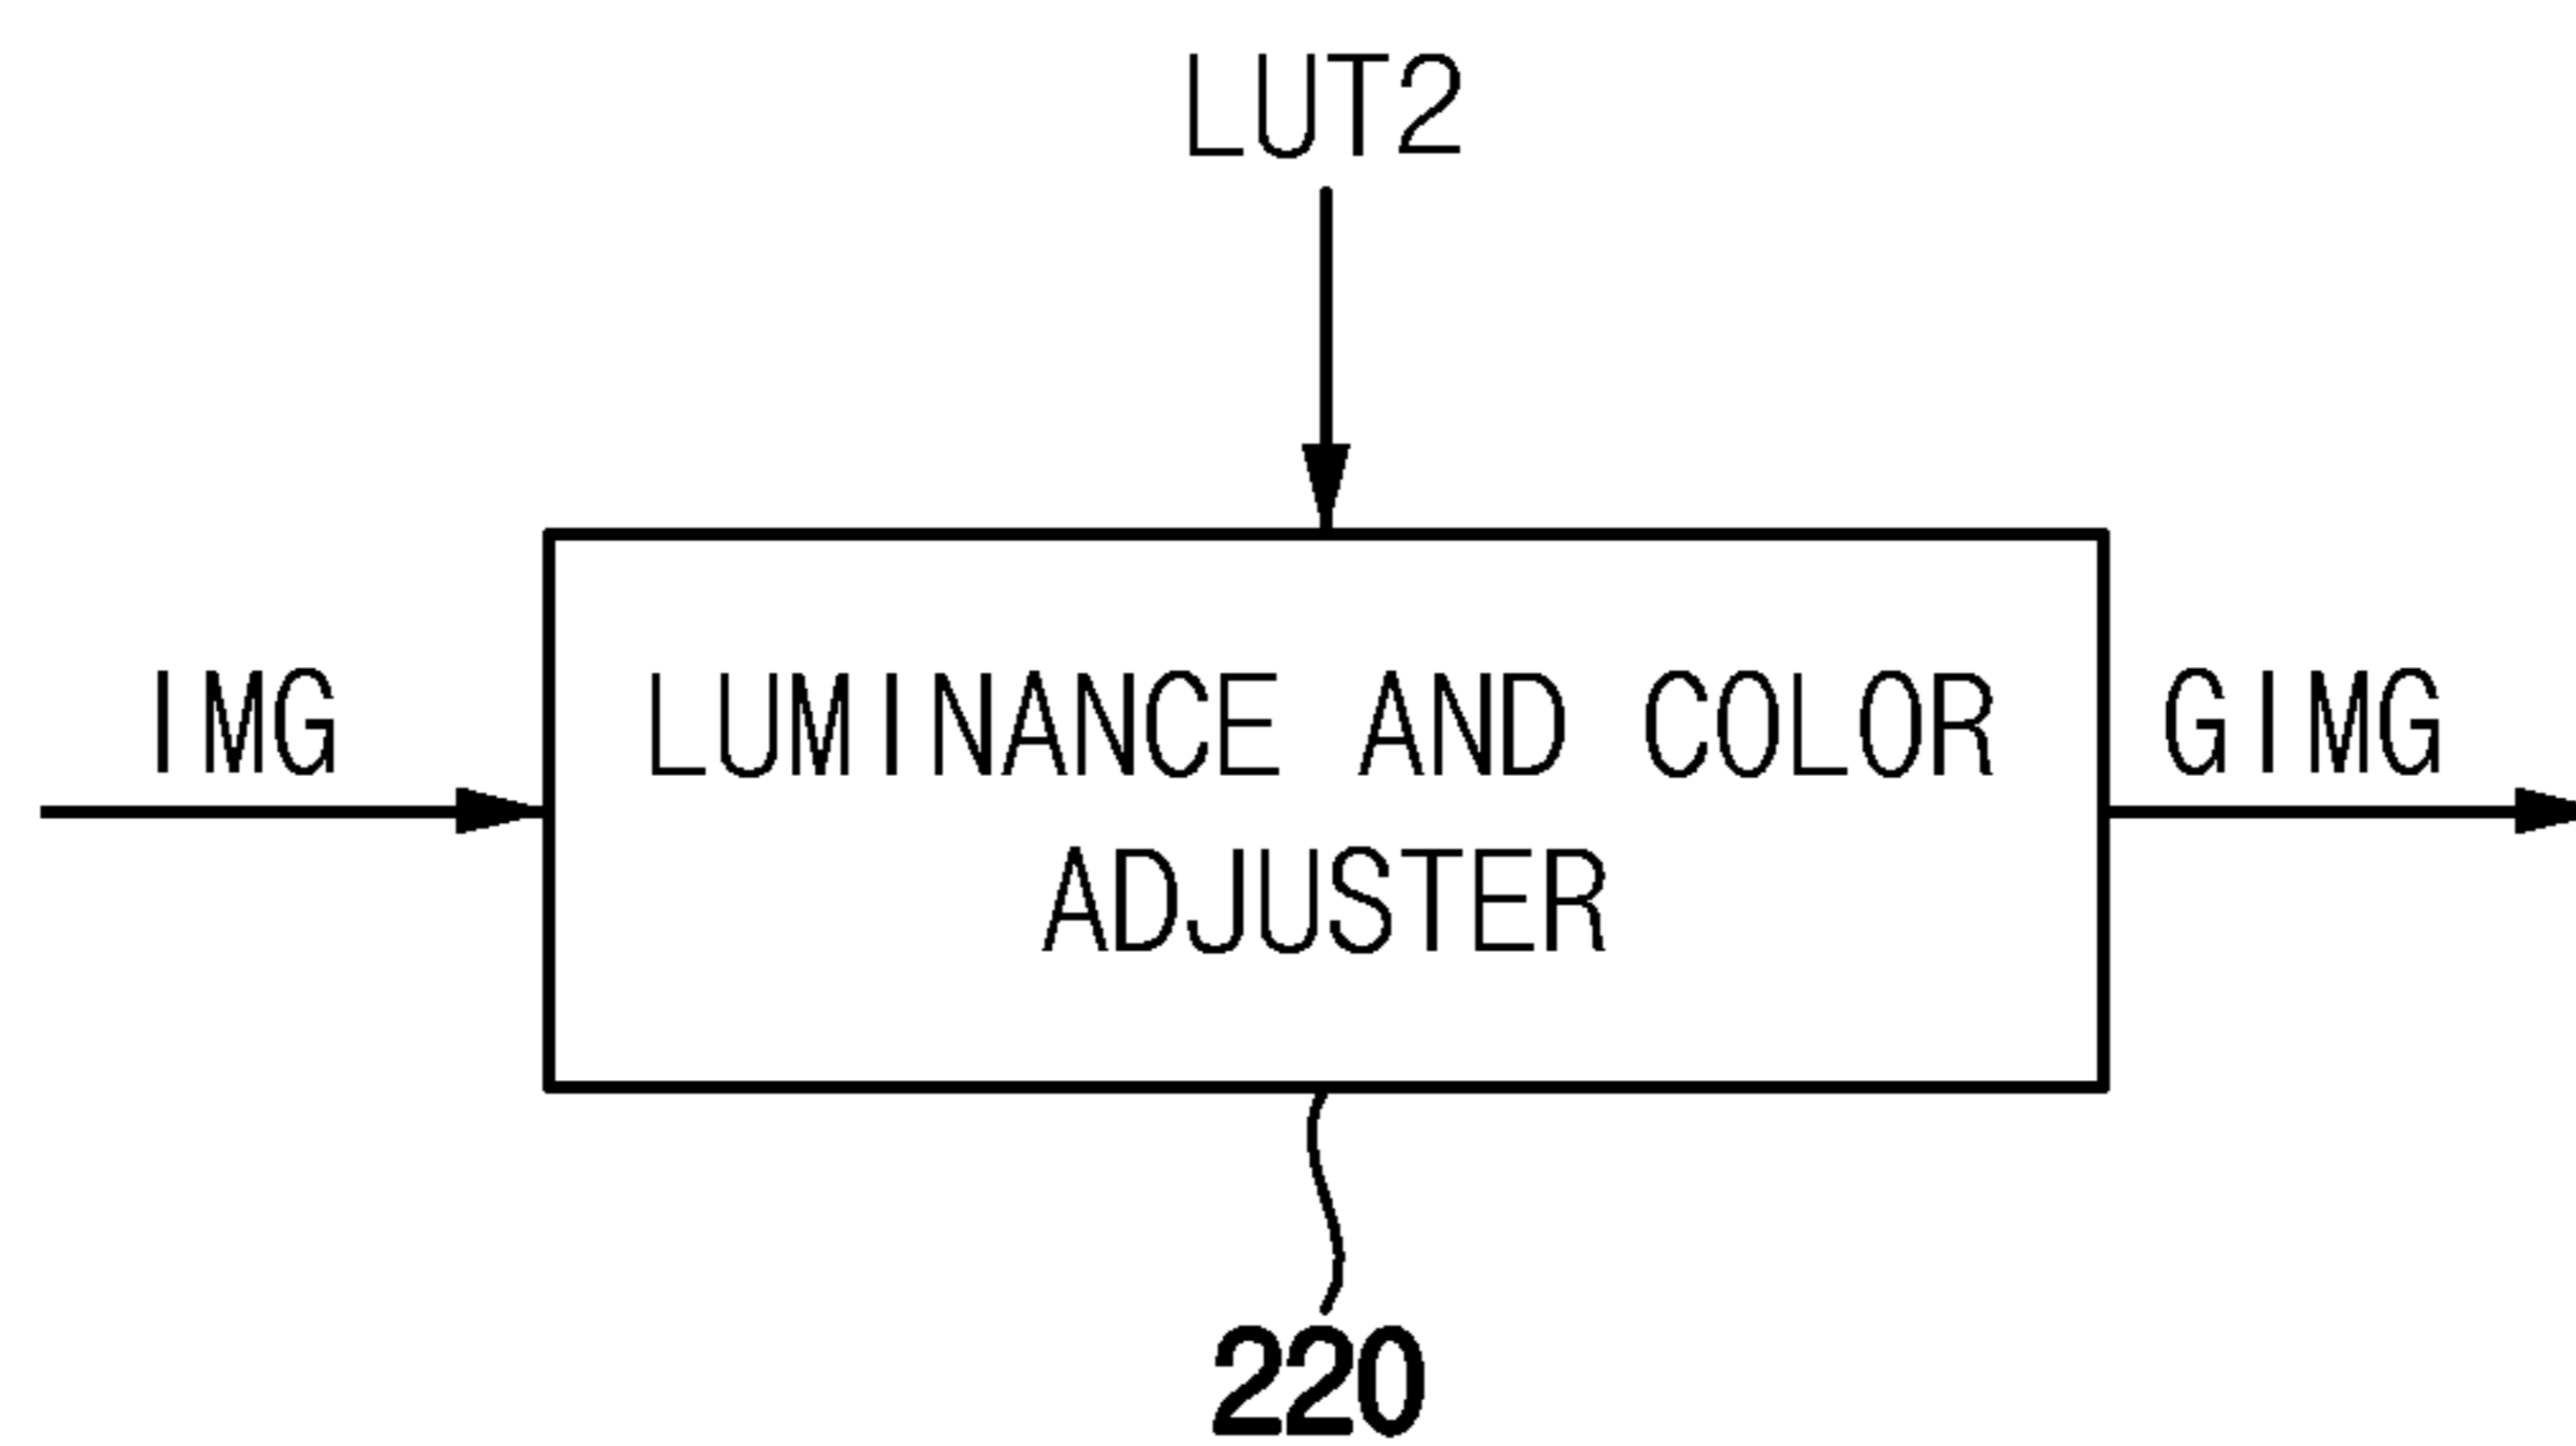 LUT2
IMG
LUMINANCE AND COLOR
ADJUSTER
GIMG
220